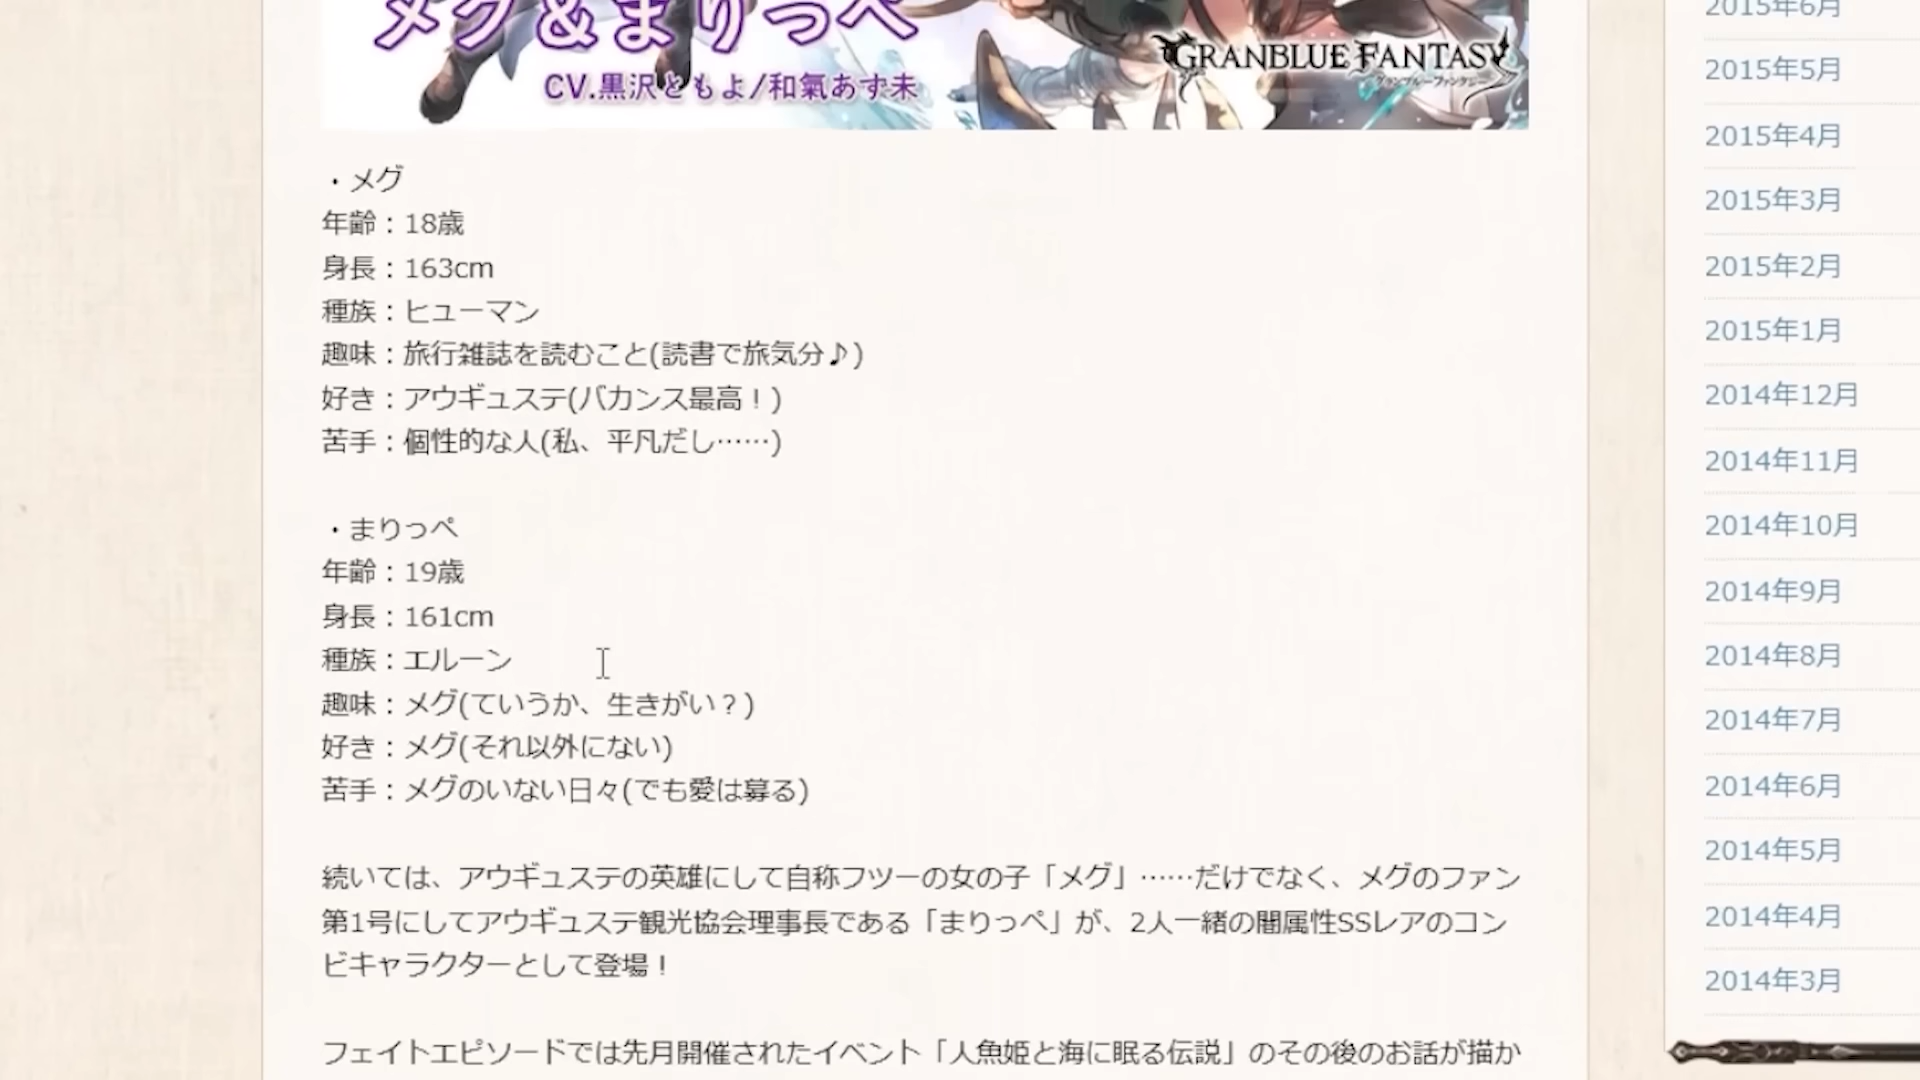 メグ&まりっぺ
CV.黒沢ともよ/和氣あす未
GRANBLUE FANTASY
グランブルーファンタジー
・メグ
年齢：18歳
身長：163cm
種族：ヒューマン
趣味：旅行雑誌を読むこと(読書で旅気分♪)
好き：アウギュステ(バカンス最高！)
苦手：個性的な人(私、平凡だし……)
・まりっぺ
年齢：19歳
身長：161cm
種族：エルーン
趣味：メグ(ていうか、生きがい？)
好き：メグ(それ以外にない)
苦手：メグのいない日々(でも愛は募る)
続いては、アウギュステの英雄にして自称フツーの女の子「メグ」……だけでなく、メグのファン
第1号にしてアウギュステ観光協会理事長である「まりっぺ」が、2人一緒の闇属性SSレアのコン
ビキャラクターとして登場！
フェイトエピソードでは先月開催されたイベント「人魚姫と海に眠る伝説」のその後のお話が描か
2015年6月
2015年5月
2015年4月
2015年3月
2015年2月
2015年1月
2014年12月
2014年11月
2014年10月
2014年9月
2014年8月
2014年7月
2014年6月
2014年5月
2014年4月
2014年3月